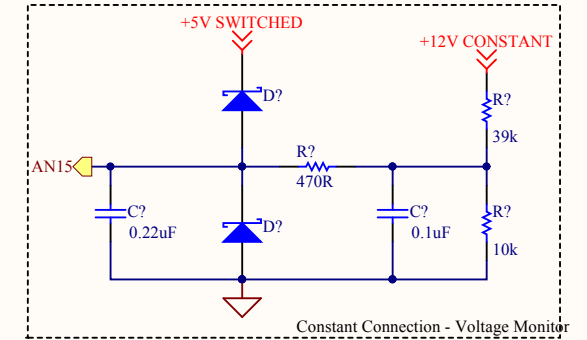 +5V SWITCHED
+12V CONSTANT
D?
R?
39k
AN15
R?
470R
C?
0.22uF
D?
C?
0.1uF
R?
10k
Constant Connection - Voltage Monitor